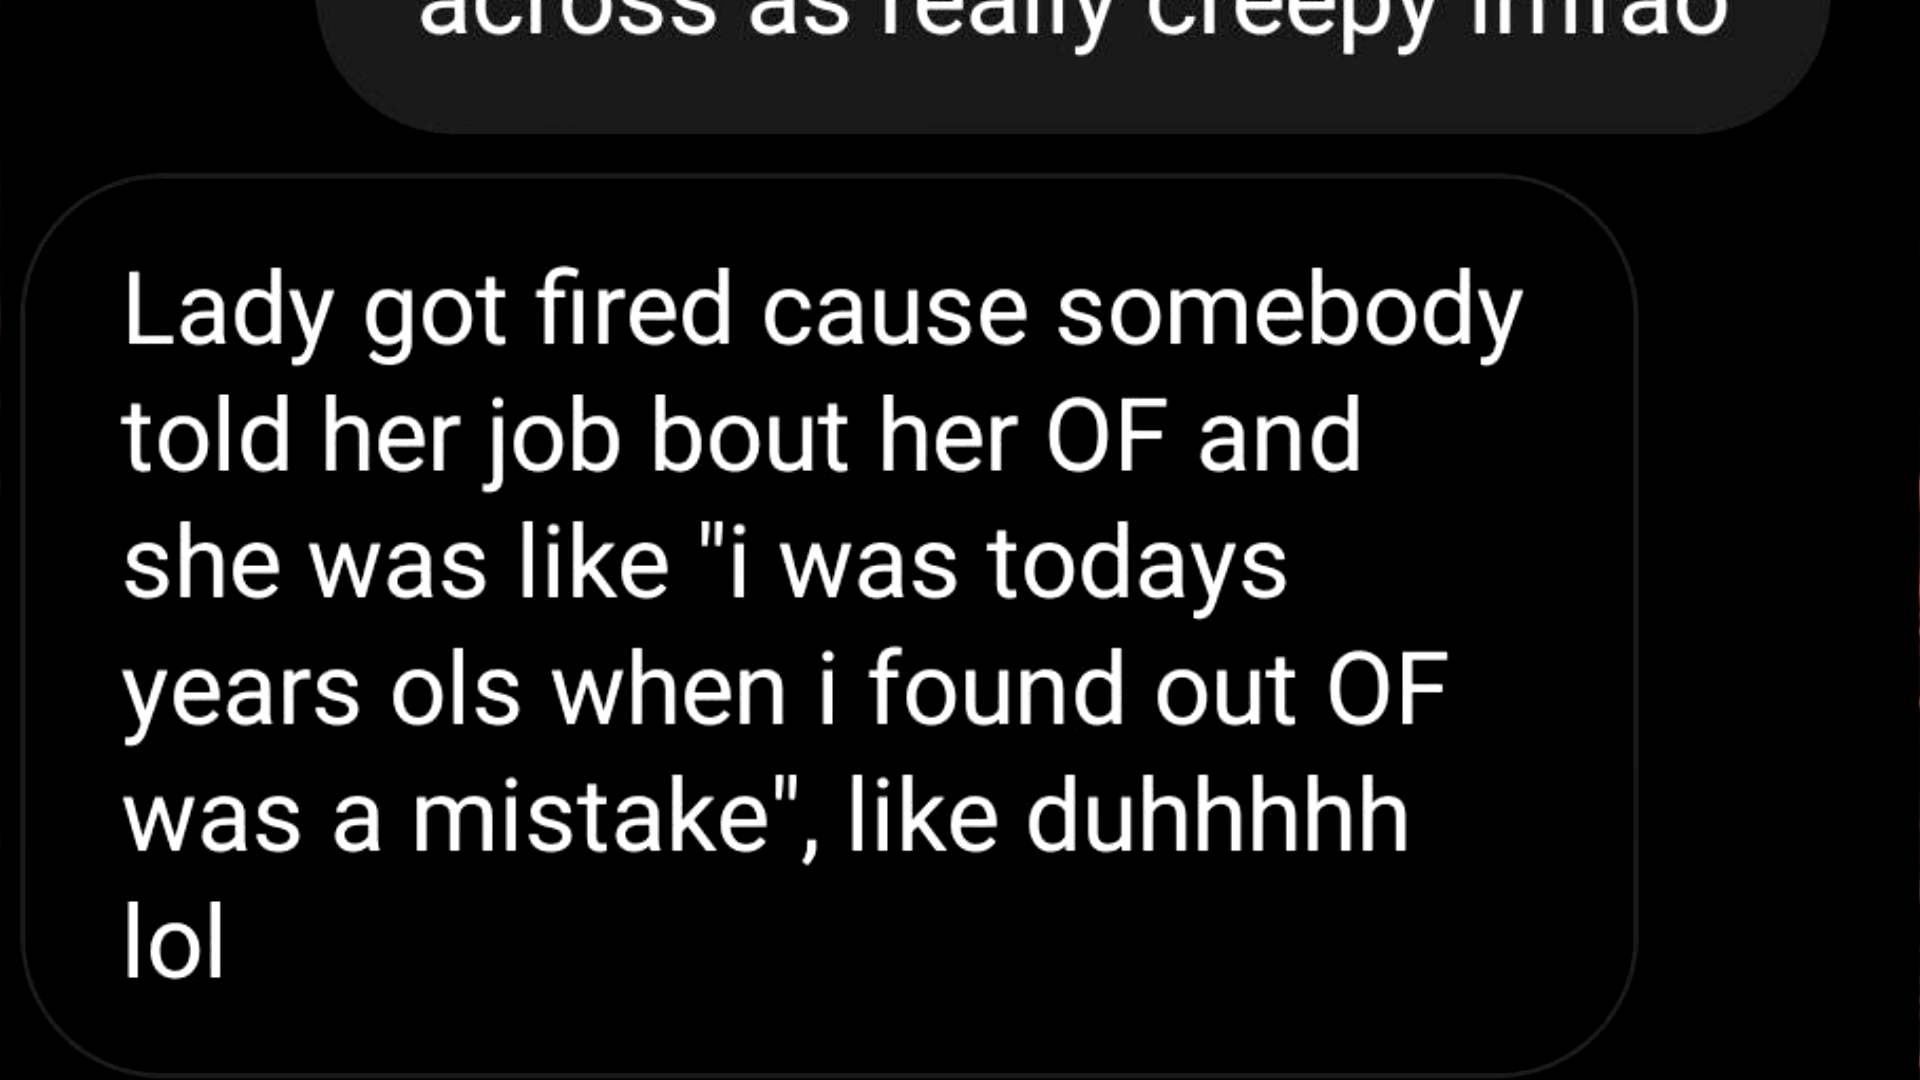 across as really creepy lmfao
Lady got fired cause somebody
told her job bout her OF and
she was like "i was todays
years ols when i found out OF
was a mistake", like duhhhhh
lol